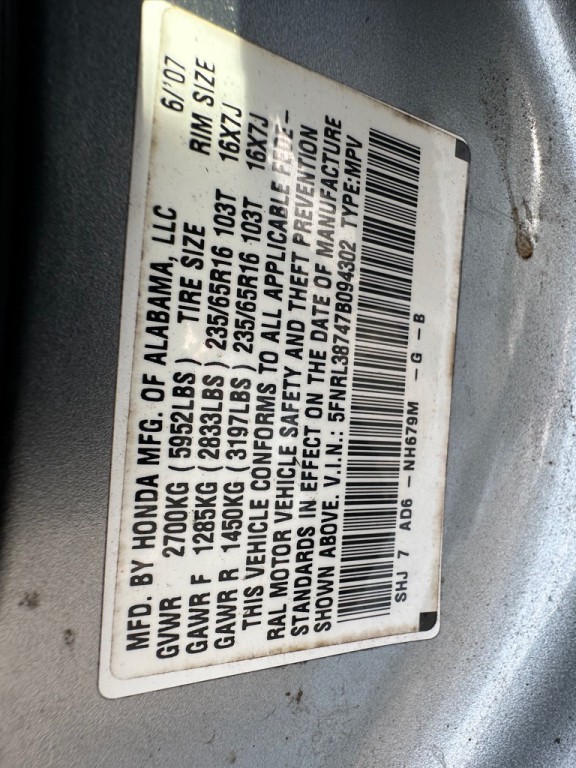 MFD. BY HONDA MFG. OF ALABAMA, LLC 6/'07
GVWR 2700KG (5952LBS) TIRE SIZE RIM SIZE
GAWR F 1285KG (2833LBS) 235/65R16 103T 16X7J
GAWR R 1450KG (3197LBS) 235/65R16 103T 16X7J
THIS VEHICLE CONFORMS TO ALL APPLICABLE FEDE-
RAL MOTOR VEHICLE SAFETY AND THEFT PREVENTION
STANDARDS IN EFFECT ON THE DATE OF MANUFACTURE
SHOWN ABOVE. V.I.N.: 5FNRL38747B094302 TYPE:MPV
SHJ 7 AD6 - NH679M - G - B